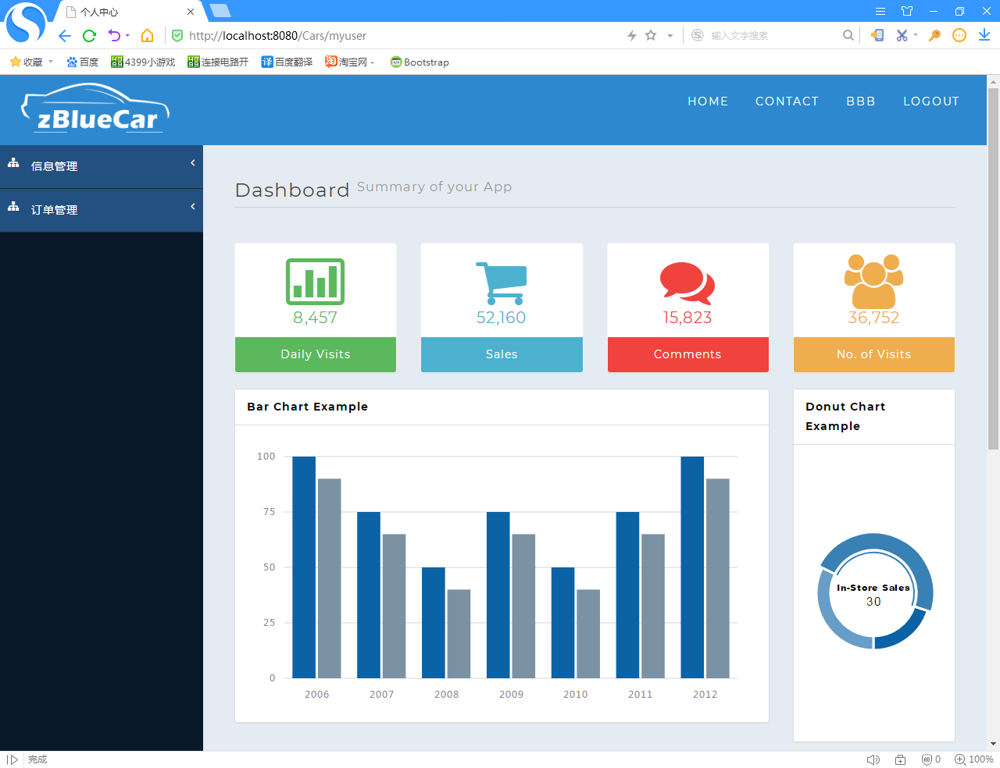 个人中心
http://localhost:8080/Cars/myuser
输入文字搜索
收藏 百度 4399小游戏 连接电路开 百度翻译 淘宝网 - Bootstrap
zBlueCar
HOME CONTACT BBB LOGOUT
信息管理
订单管理
Dashboard Summary of your App
8,457 52,160 15,823 36,752
Daily Visits Sales Comments No. of Visits
Bar Chart Example
100
75
50
25
0
2006 2007 2008 2009 2010 2011 2012
Donut Chart
Example
In-Store Sales
30
完成 0 100%